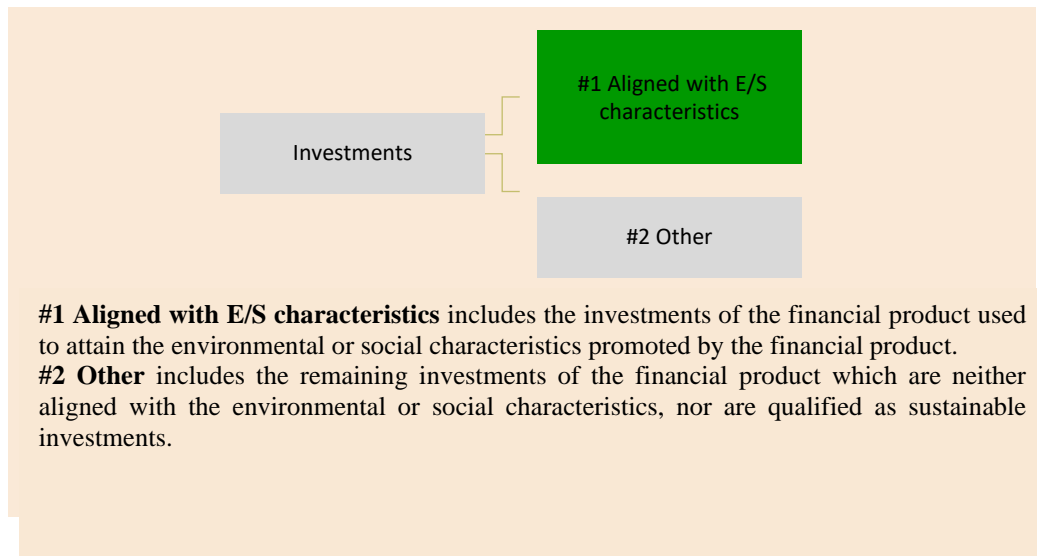 #1 Aligned with E/S
characteristics
Investments
#2 Other
#1 Aligned with E/S characteristics includes the investments of the financial product used
to attain the environmental or social characteristics promoted by the financial product.
#2 Other includes the remaining investments of the financial product which are neither
aligned with the environmental or social characteristics, nor are qualified as sustainable
investments.